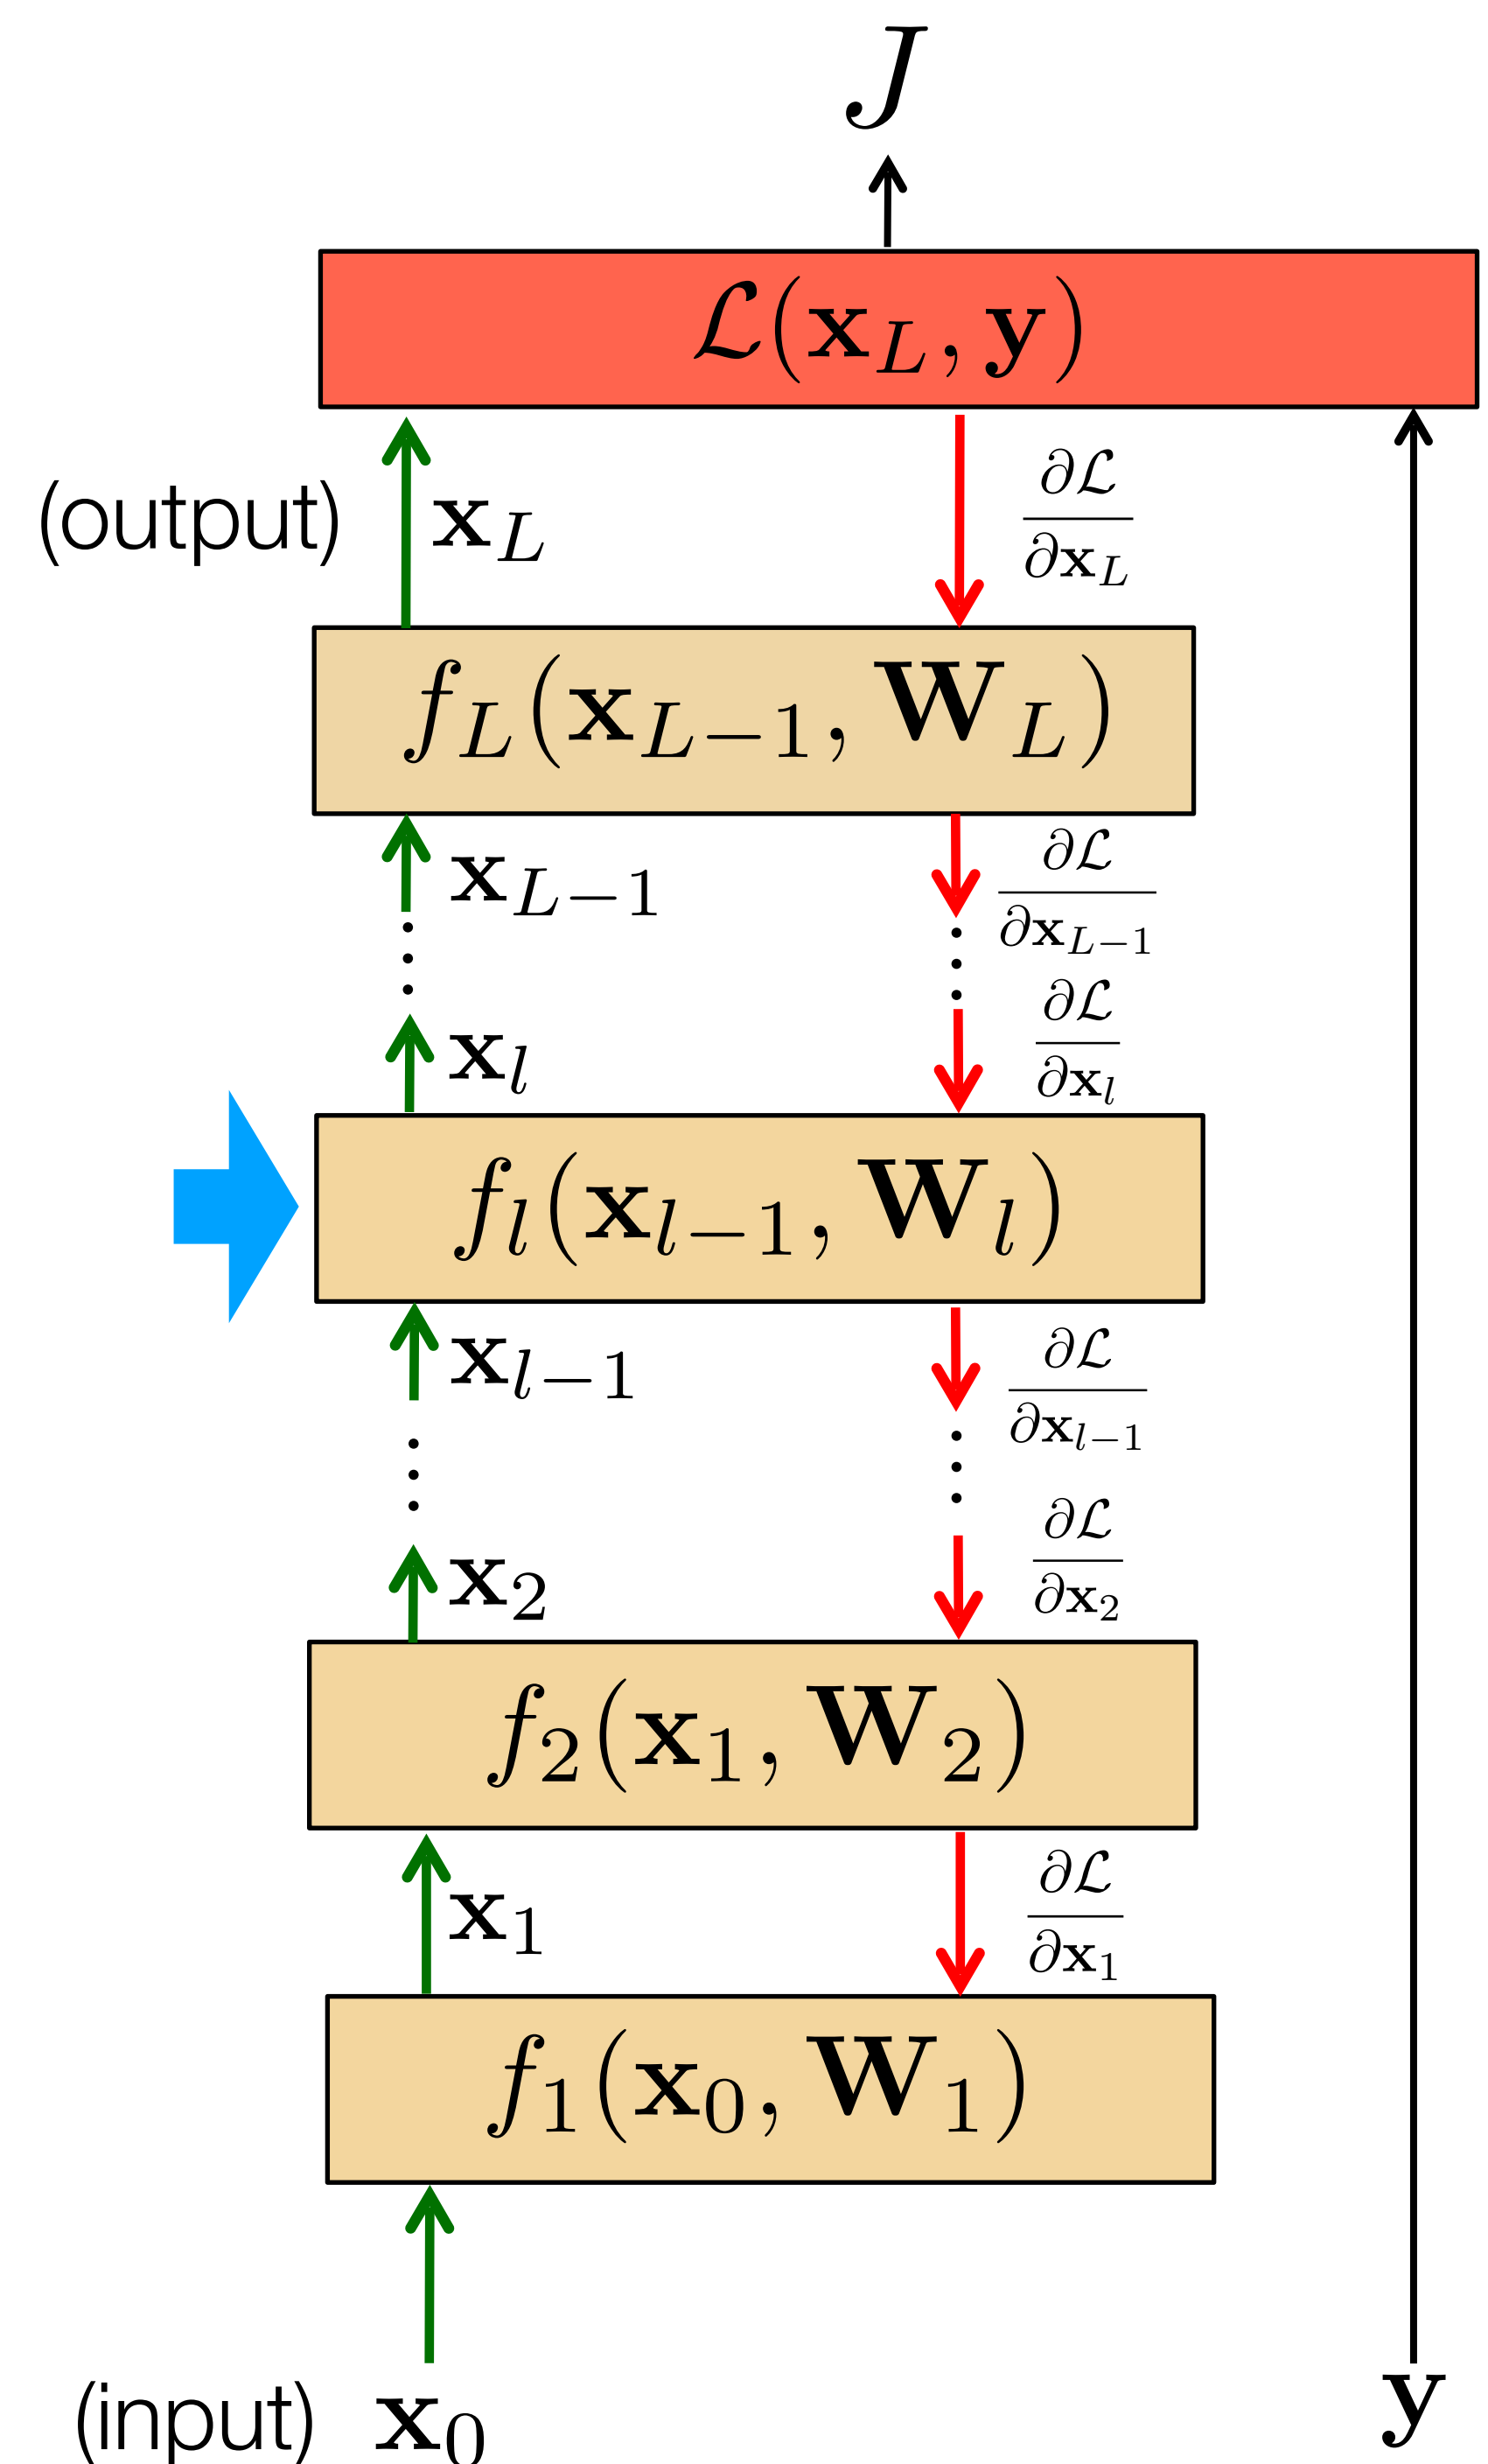 J
ℒ(x_L, y)
(output) x_L ∂ℒ/∂x_L
f_L(x_{L−1}, W_L)
x_{L−1} ∂ℒ/∂x_{L−1}
x_l ∂ℒ/∂x_l
f_l(x_{l−1}, W_l)
x_{l−1} ∂ℒ/∂x_{l−1}
x_2 ∂ℒ/∂x_2
f_2(x_1, W_2)
x_1 ∂ℒ/∂x_1
f_1(x_0, W_1)
(input) x_0 y